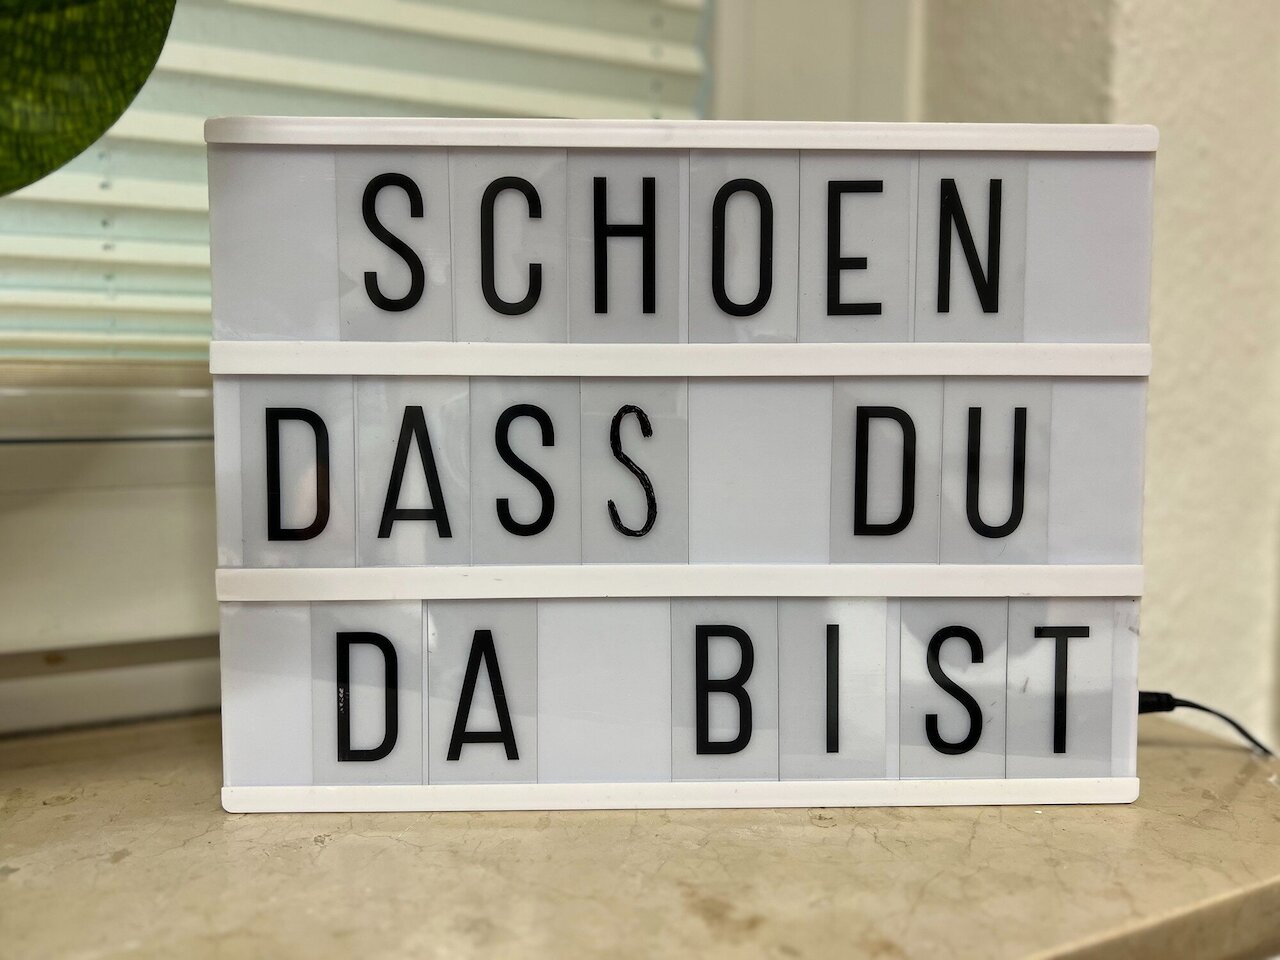 SCHOEN
DASS DU
DA BIST